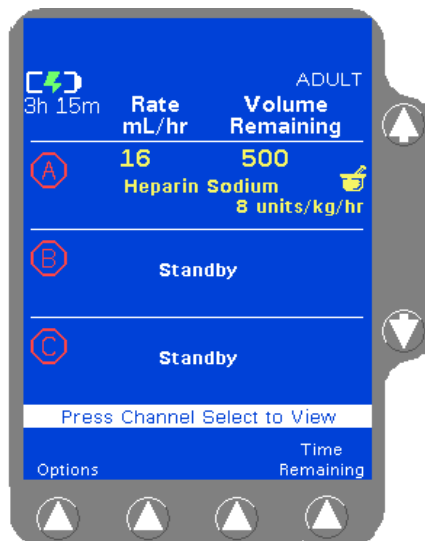 ADULT
3h 15m
Rate Volume
mL/hr Remaining
A
16 500
Heparin Sodium
8 units/kg/hr
B
Standby
C
Standby
Press Channel Select to View
Time
Options Remaining